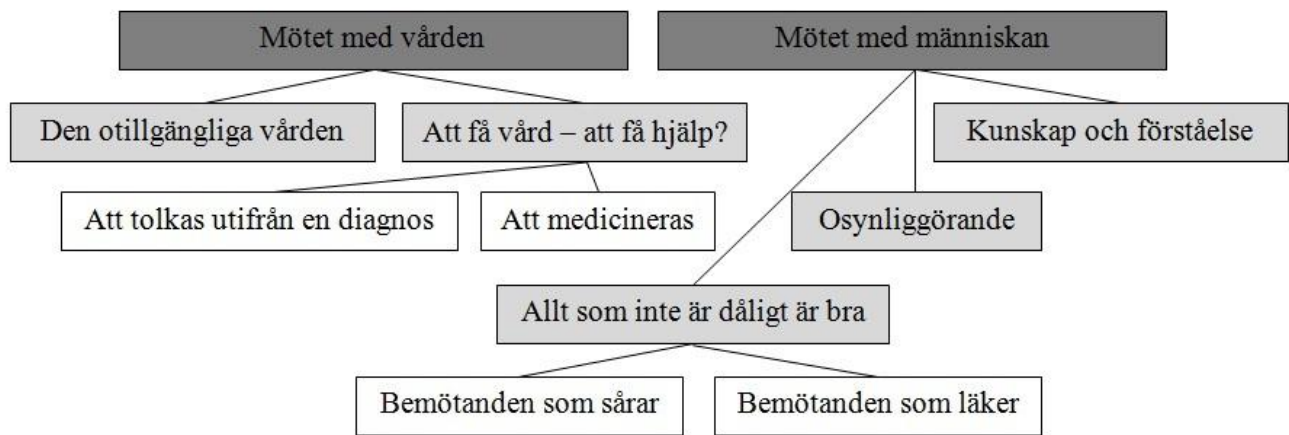 Mötet med vården
Mötet med människan
Den otillgängliga vården
Att få vård – att få hjälp?
Kunskap och förståelse
Att tolkas utifrån en diagnos
Att medicineras
Osynliggörande
Allt som inte är dåligt är bra
Bemötanden som sårar
Bemötanden som läker